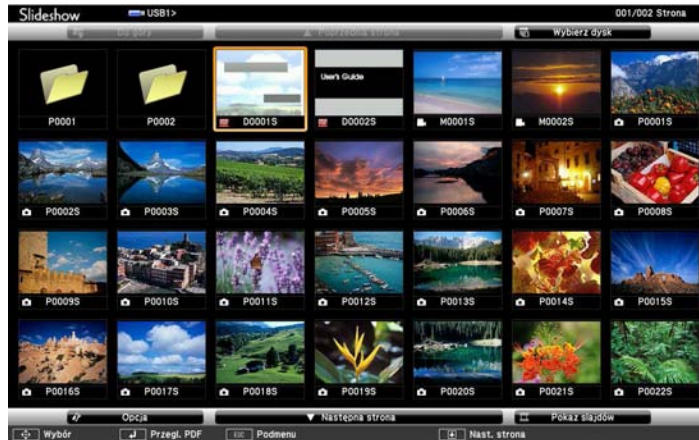 Slideshow USB1> 001/002 Strona
Do góry ▲ Poprzednia strona Wybierz dysk
User's Guide
P0001 P0002 D0001S D0002S M0001S M0002S P0001S
P0002S P0003S P0004S P0005S P0006S P0007S P0008S
P0009S P0010S P0011S P0012S P0013S P0014S P0015S
P0016S P0017S P0018S P0019S P0020S P0021S P0022S
Opcja ▼ Następna strona Pokaz slajdów
Wybór Przegl. PDF ESC Podmenu Nast. strona